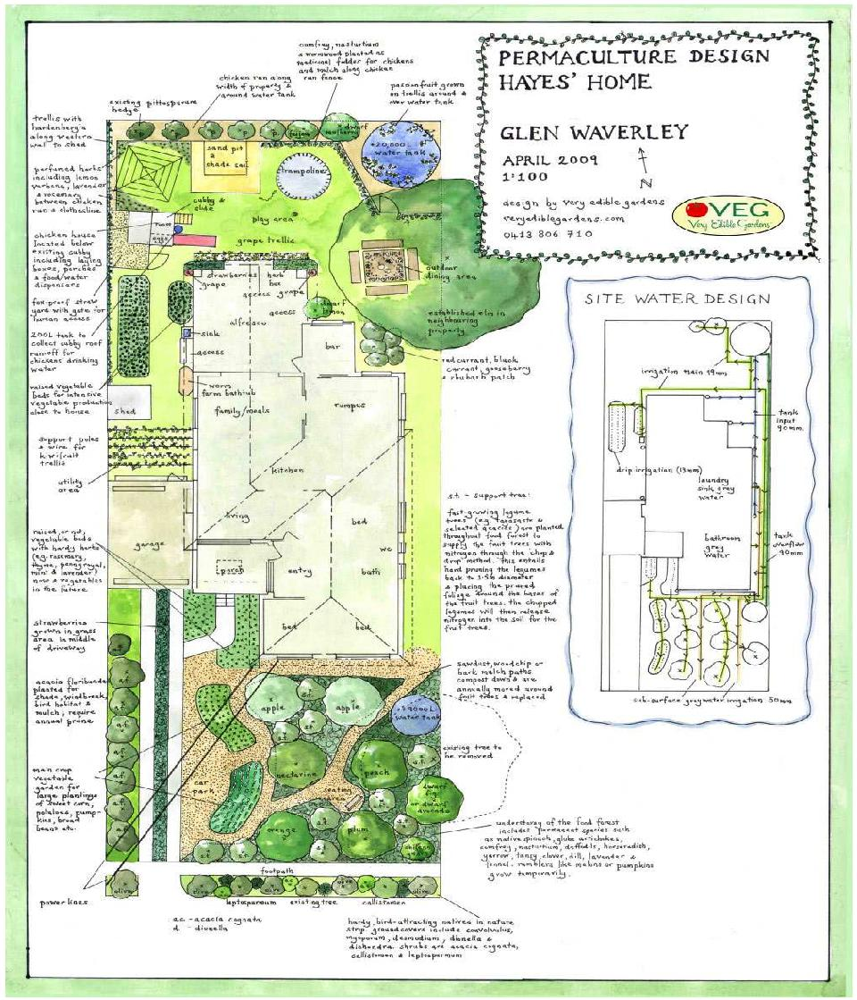 PERMACULTURE DESIGN
HAYES' HOME
GLEN WAVERLEY
APRIL 2009
1:100
N
design by very edible gardens
veryediblegardens.com
0413 806 710
VEG
Very Edible Gardens
comfrey, nasturtium
& wormwood planted as
medicinal fodder for chickens
and mulch along chicken
run fence
chicken run along
width of property &
around water tank
passionfruit grown
on trellis around &
over water tank
existing pittosporum
hedge
trellis with
hardenbergia
along western
wall to shed
perfumed herbs
including lemon
verbena, lavender
& rosemary
between chicken
run & clothesline
chicken house
located below
existing cubby
including laying
boxes, perches
& food/water
dispensers
fox-proof straw
yard with gate for
human access
200L tank to
collect cubby roof
run-off for
chickens drinking
water
raised vegetable
beds for intensive
vegetable production
close to house
support poles
& wire for
kiwifruit
trellis
utility
area
raised, or not,
vegetable beds
with hardy herbs
(e.g. rosemary,
thyme, pennyroyal,
mint & lavender)
now & vegetables
in the future
strawberries
grown in grass
area in middle
of driveway
acacia floribunda
planted for
shade, windbreak,
bird habitat &
mulch, require
annual prune
main crop
vegetable
garden for
large plantings
of sweet corn,
potatoes, pump-
kins, broad
beans etc.
power lines
sand pit
& shade sail
trampoline
dwarf
mulberry
feijoa
20,000 L
water tank
cubby &
slide
play area
roost
eggs
grape trellis
strawberries
herb
box
grape
access
grape
alfresco
access
dwarf
lemon
sink
access
worm
farm bathtub
bar
shed
family/meals
rumpus
kitchen
living
garage
porch
entry
bed
wc
bath
bed
bed
outdoor
dining area
established elm in
neighbouring
property
redcurrant, black
currant, gooseberry
& rhubarb patch
s.t. - support tree:
fast-growing legume
trees (e.g. tagasaste &
selected acacias) are planted
throughout food forest to
supply the fruit trees with
nitrogen through the 'chop &
drop' method. This entails
hard pruning the legumes
back to 1-1.5m diameter
& placing the pruned
foliage around the bases of
the fruit trees. the chopped
legumes will then release
nitrogen into the soil for the
fruit trees.
sawdust, woodchip or
bark mulch paths
compost down & are
annually moved around
fruit trees & replaced
apple
apple
s.t.
water tank
existing tree to
be removed
nectarine
peach
car
park
seating
area
dwarf
fig
or dwarf
avocado
orange
plum
a.f.
understorey of the food forest
includes permanent species such
as native spinach, globe artichokes,
comfrey, nasturtium, daffodils, horseradish,
yarrow, tansy, clover, dill, lavender &
fennel. ramblers like melons or pumpkins
grow temporarily.
footpath
olive
olive
olive
olive
leptospermum
existing tree
callistemon
a.c. - acacia cognata
d. - dianella
hardy, bird-attracting natives in nature
strip. groundcovers include convolvulus,
myoporum, desmodium, dianella &
dichondra. shrubs are acacia cognata,
callistemon & leptospermum
SITE WATER DESIGN
irrigation main 19mm
tank
input
90mm
drip irrigation (13mm)
laundry
sink grey
water
bathroom
grey
water
tank
overflow
90mm
sub-surface greywater irrigation 50mm